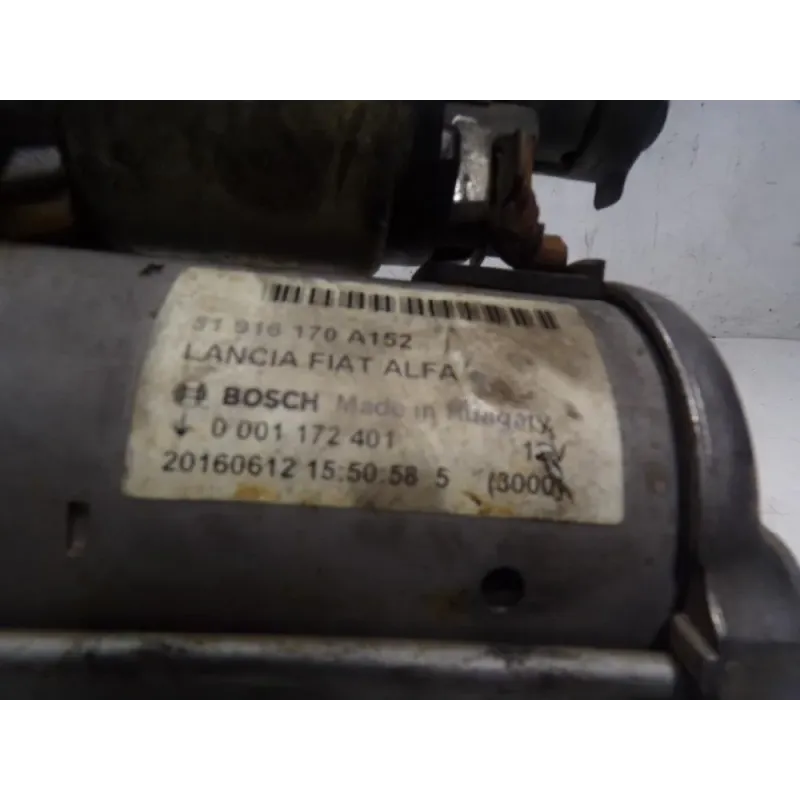 51 916 170 A152
LANCIA FIAT ALFA
BOSCH Made in Hungary
0 001 172 401
20160612 15:50:58 5 (3000)